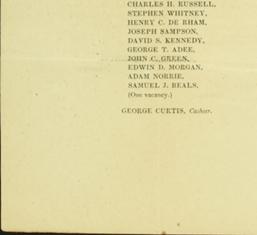 CHARLES H. RUSSELL,
STEPHEN WHITNEY,
HENRY C. DE RHAM,
JOSEPH SAMPSON,
DAVID S. KENNEDY,
GEORGE T. ADEE,
JOHN C. GREEN,
EDWIN D. MORGAN,
ADAM NORRIE,
SAMUEL J. BEALS,
(One vacancy.)
GEORGE CURTIS, Cashier.